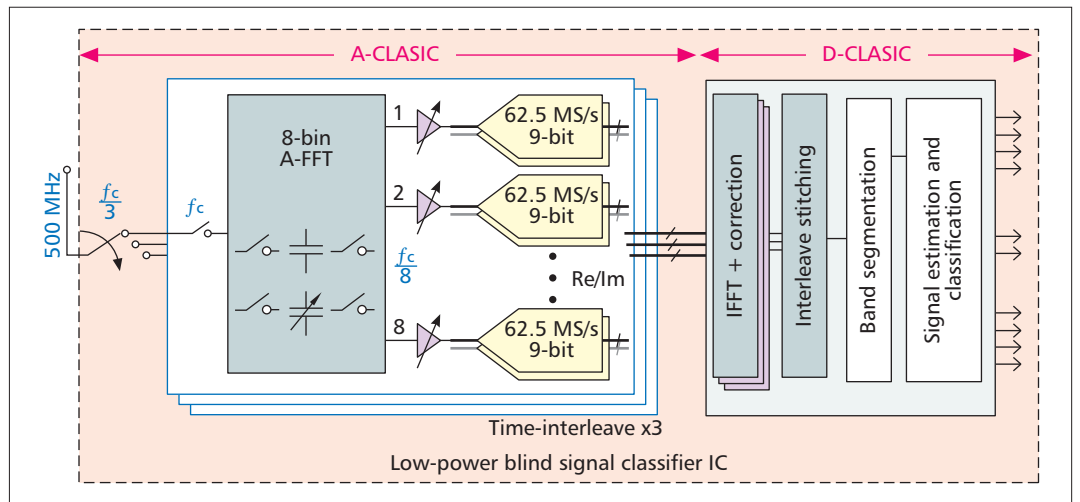 A-CLASIC
D-CLASIC
500 MHz
fc
3
fc
8-bin
A-FFT
fc
8
1
2
8
62.5 MS/s
9-bit
62.5 MS/s
9-bit
Re/Im
62.5 MS/s
9-bit
IFFT + correction
Interleave stitching
Band segmentation
Signal estimation and
classification
Time-interleave x3
Low-power blind signal classifier IC